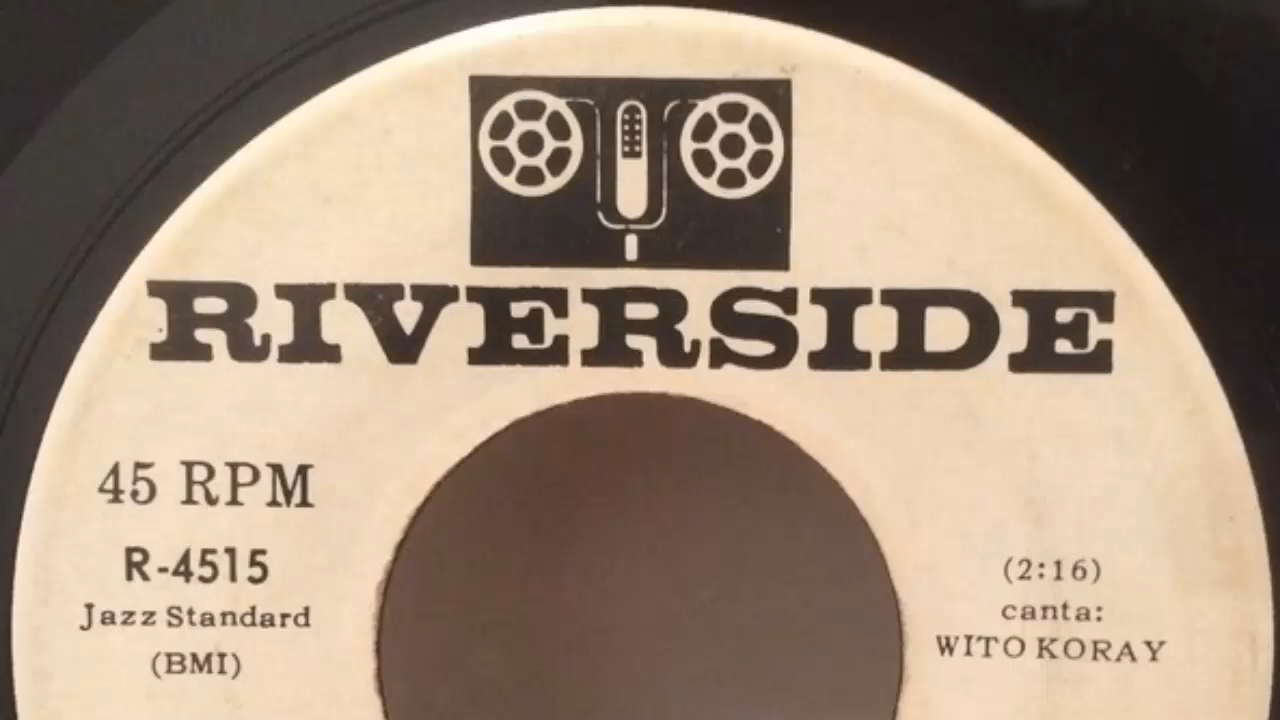 RIVERSIDE
45 RPM
R-4515
Jazz Standard
(BMI)
(2:16)
canta:
WITO KORAY